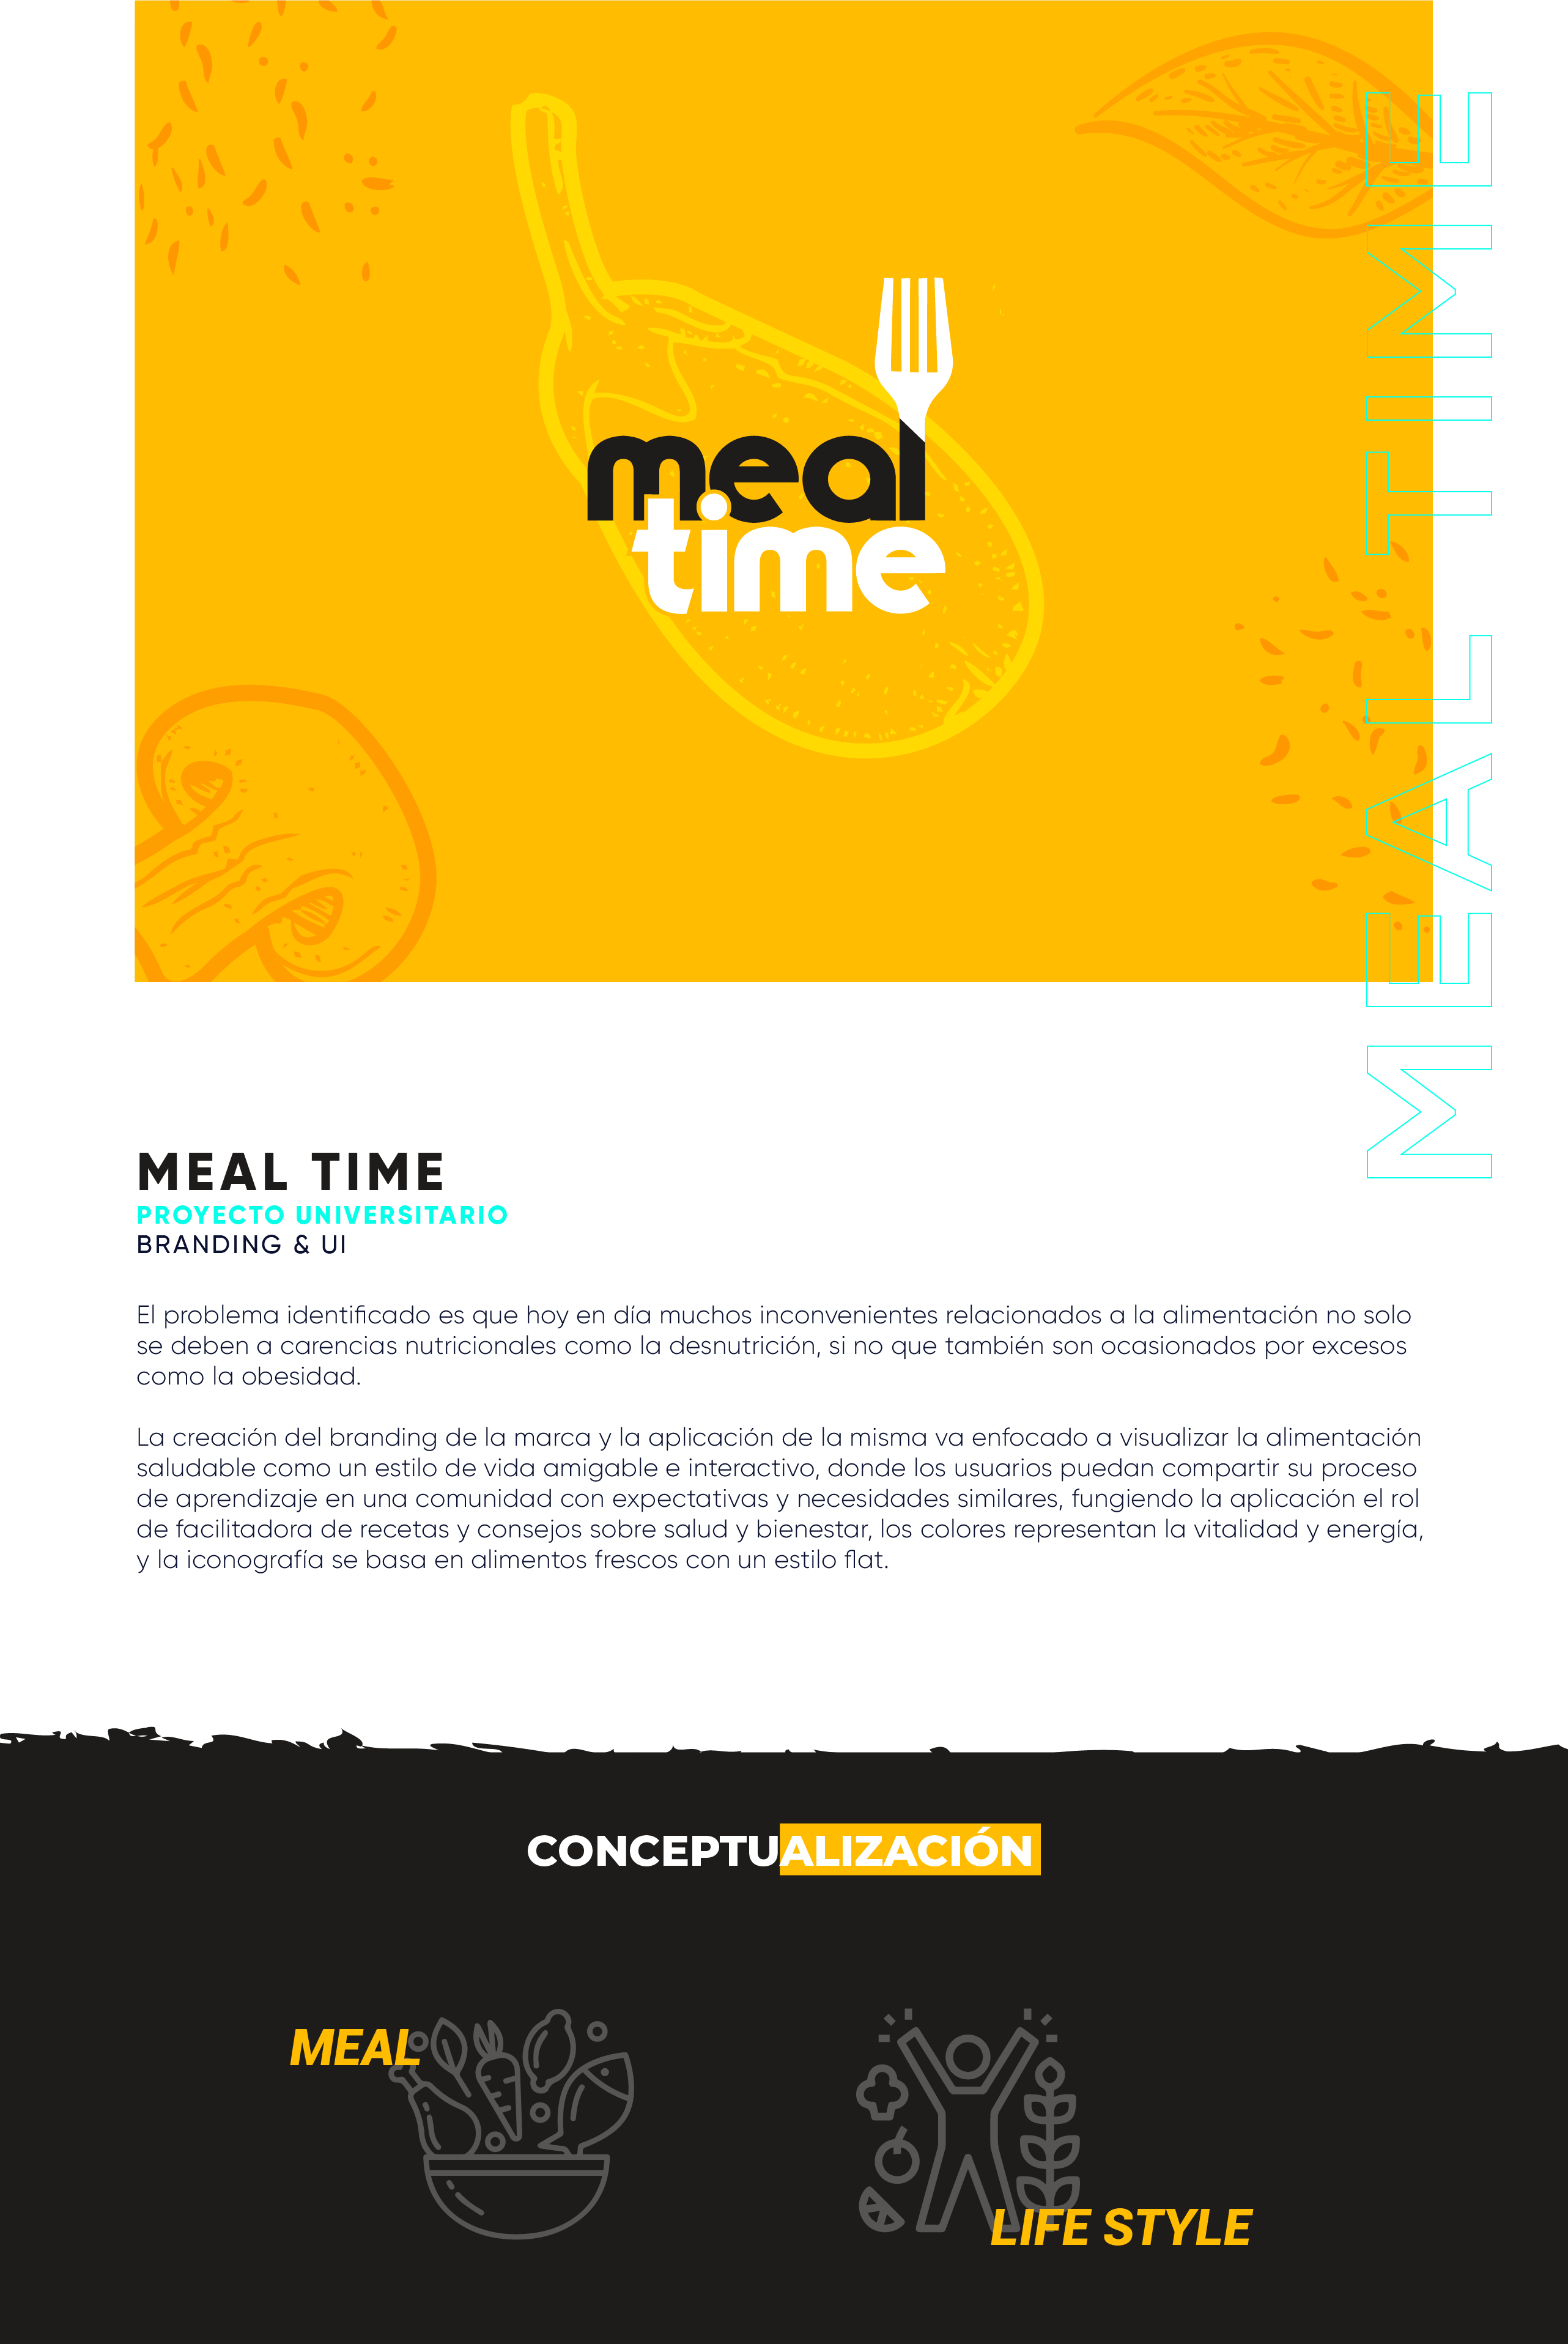 meal
time
MEAL TIME
MEAL TIME
PROYECTO UNIVERSITARIO
BRANDING & UI
El problema identificado es que hoy en día muchos inconvenientes relacionados a la alimentación no solo
se deben a carencias nutricionales como la desnutrición, si no que también son ocasionados por excesos
como la obesidad.
La creación del branding de la marca y la aplicación de la misma va enfocado a visualizar la alimentación
saludable como un estilo de vida amigable e interactivo, donde los usuarios puedan compartir su proceso
de aprendizaje en una comunidad con expectativas y necesidades similares, fungiendo la aplicación el rol
de facilitadora de recetas y consejos sobre salud y bienestar, los colores representan la vitalidad y energía,
y la iconografía se basa en alimentos frescos con un estilo flat.
CONCEPTUALIZACIÓN
MEAL
LIFE STYLE